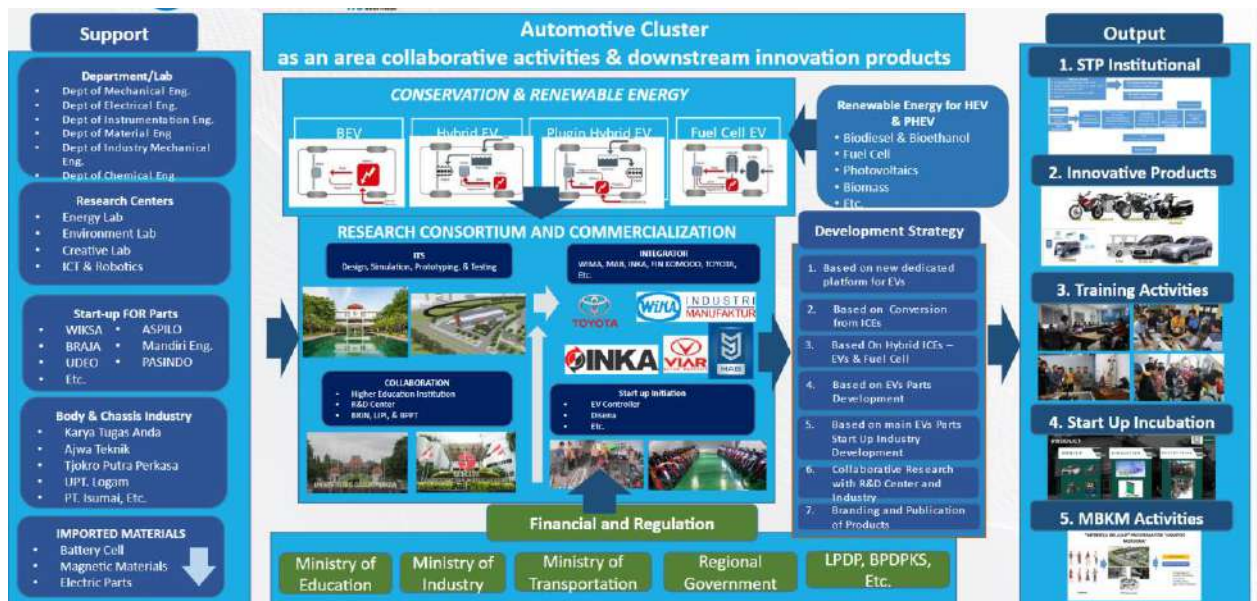 Support
Department/Lab
• Dept of Mechanical Eng.
• Dept of Electrical Eng.
• Dept of Instrumentation Eng.
• Dept of Material Eng
• Dept of Industry Mechanical
Eng.
• Dept of Chemical Eng
Research Centers
• Energy Lab
• Environment Lab
• Creative Lab
• ICT & Robotics
Start-up FOR Parts
• WIKSA • ASPILO
• BRAJA • Mandiri Eng.
• UDEO • PASINDO
• Etc.
Body & Chassis Industry
• Karya Tugas Anda
• Ajwa Teknik
• Tjokro Putra Perkasa
• UPT. Logam
• PT. Isumai, Etc.
IMPORTED MATERIALS
• Battery Cell
• Magnetic Materials
• Electric Parts
Automotive Cluster
as an area collaborative activities & downstream innovation products
CONSERVATION & RENEWABLE ENERGY
BEV
Hybrid EV
Plugin Hybrid EV
Fuel Cell EV
Renewable Energy for HEV
& PHEV
• Biodiesel & Bioethanol
• Fuel Cell
• Photovoltaics
• Biomass
• Etc.
RESEARCH CONSORTIUM AND COMMERCIALIZATION
ITS
Design, Simulation, Prototyping, & Testing
INTEGRATOR
WIMA, MAB, INKA, FIN KOMODO, TOYOTA,
Etc.
TOYOTA
WIKA
INDUSTRI
MANUFAKTUR
INKA
VIAR
MAB
COLLABORATION
• Higher Education Institution
• R&D Center
• BRIN, LIPI, & BPPT
Start up Initiation
• EV Controller
• Disena
• Etc.
Development Strategy
1. Based on new dedicated
platform for EVs
2. Based on Conversion
from ICEs
3. Based On Hybrid ICEs –
EVs & Fuel Cell
4. Based on EVs Parts
Development
5. Based on main EVs Parts
Start Up Industry
Development
6. Collaborative Research
with R&D Center and
Industry
7. Branding and Publication
of Products
Financial and Regulation
Ministry of
Education
Ministry of
Industry
Ministry of
Transportation
Regional
Government
LPDP, BPDPKS,
Etc.
Output
1. STP Institutional
2. Innovative Products
3. Training Activities
4. Start Up Incubation
5. MBKM Activities